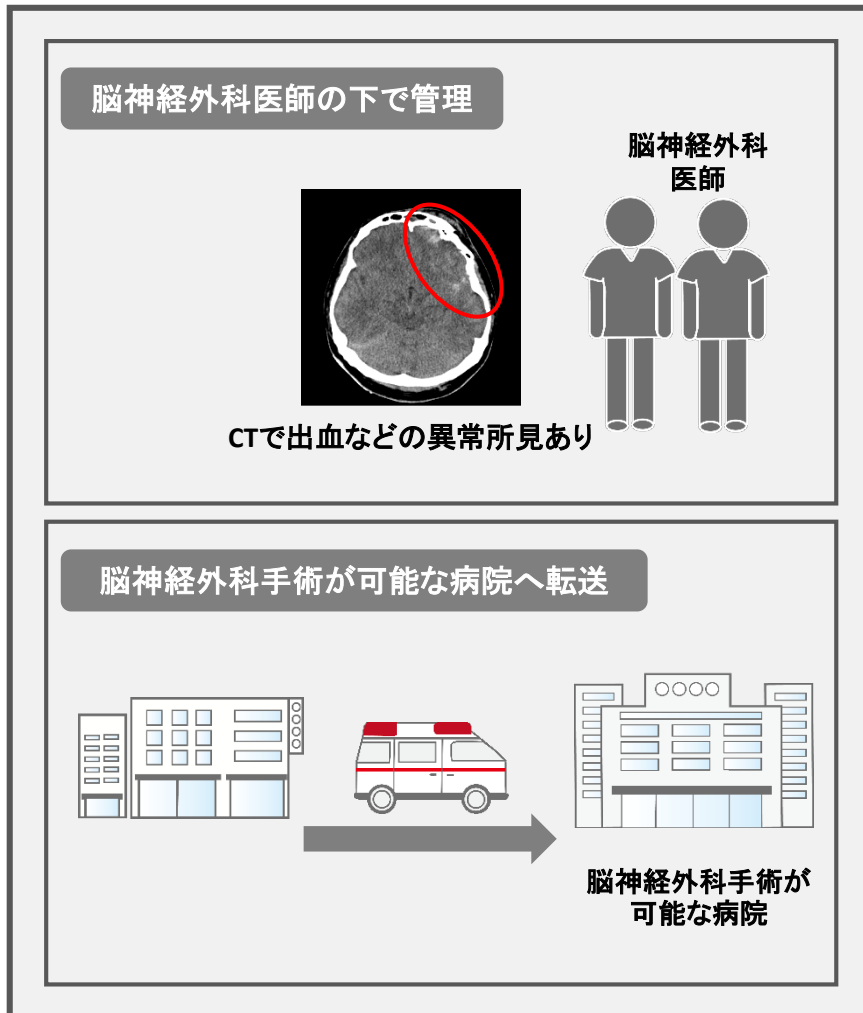 脳神経外科医師の下で管理
脳神経外科
医師
CTで出血などの異常所見あり
脳神経外科手術が可能な病院へ転送
脳神経外科手術が
可能な病院